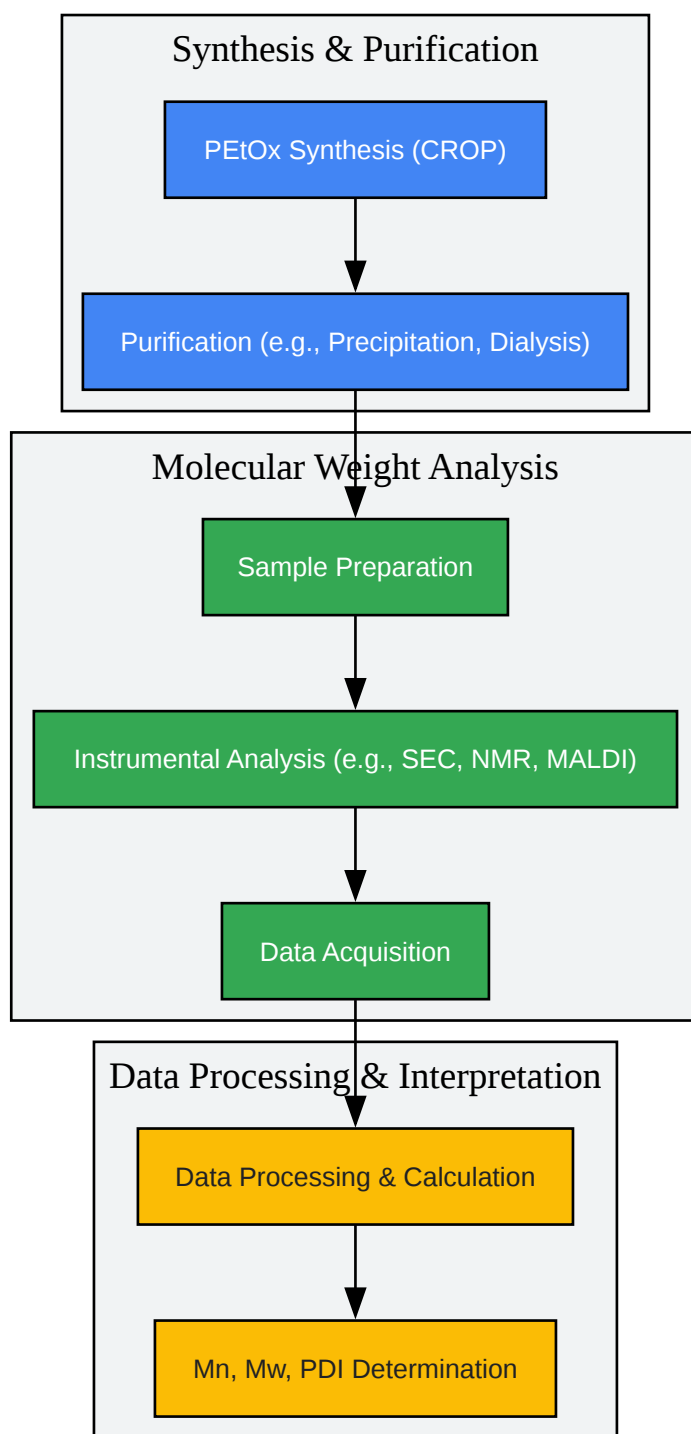 Synthesis & Purification
PEtOx Synthesis (CROP)
Purification (e.g., Precipitation, Dialysis)
Molecular Weight Analysis
Sample Preparation
Instrumental Analysis (e.g., SEC, NMR, MALDI)
Data Acquisition
Data Processing & Interpretation
Data Processing & Calculation
Mn, Mw, PDI Determination